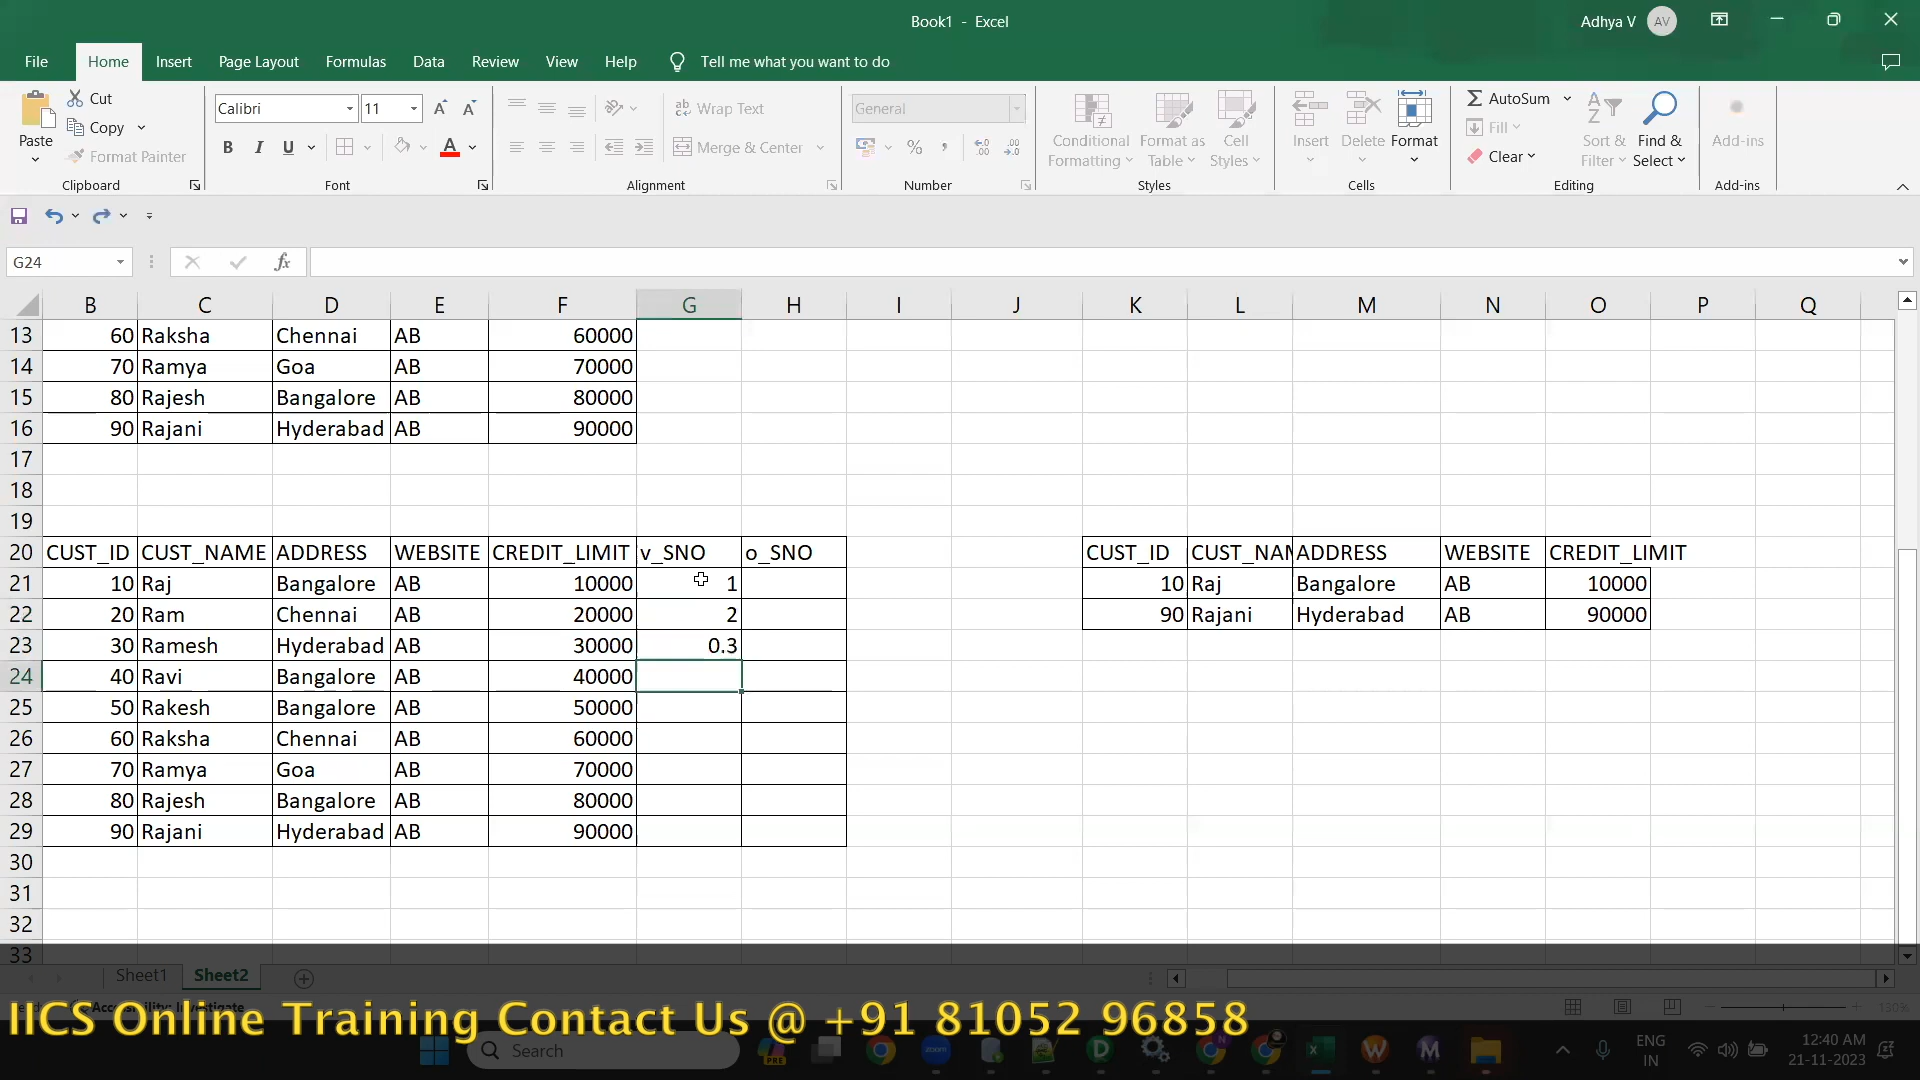 Book1 - Excel
Adhya V
AV
File Home Insert Page Layout Formulas Data Review View Help Tell me what you want to do
Paste
Cut
Copy
Format Painter
Clipboard
Calibri 11
B I U
A
Font
ab Wrap Text
Merge & Center
Alignment
General
% ,
Number
Conditional Formatting
Format as Table
Cell Styles
Styles
Insert Delete Format
Cells
AutoSum
Fill
Clear
Sort & Filter
Find & Select
Editing
Add-ins
Add-ins
G24
fx
B C D E F G H I J K L M N O P Q
13 60 Raksha Chennai AB 60000
14 70 Ramya Goa AB 70000
15 80 Rajesh Bangalore AB 80000
16 90 Rajani Hyderabad AB 90000
17
18
19
20 CUST_ID CUST_NAME ADDRESS WEBSITE CREDIT_LIMIT v_SNO o_SNO CUST_ID CUST_NAM ADDRESS WEBSITE CREDIT_LIMIT
21 10 Raj Bangalore AB 10000 1 10 Raj Bangalore AB 10000
22 20 Ram Chennai AB 20000 2 90 Rajani Hyderabad AB 90000
23 30 Ramesh Hyderabad AB 30000 0.3
24 40 Ravi Bangalore AB 40000
25 50 Rakesh Bangalore AB 50000
26 60 Raksha Chennai AB 60000
27 70 Ramya Goa AB 70000
28 80 Rajesh Bangalore AB 80000
29 90 Rajani Hyderabad AB 90000
30
31
32
33
Sheet1 Sheet2
Accessibility: Investigate
130%
IICS Online Training Contact Us @ +91 81052 96858
Search
PRE
zoom
ENG
IN
12:40 AM
21-11-2023